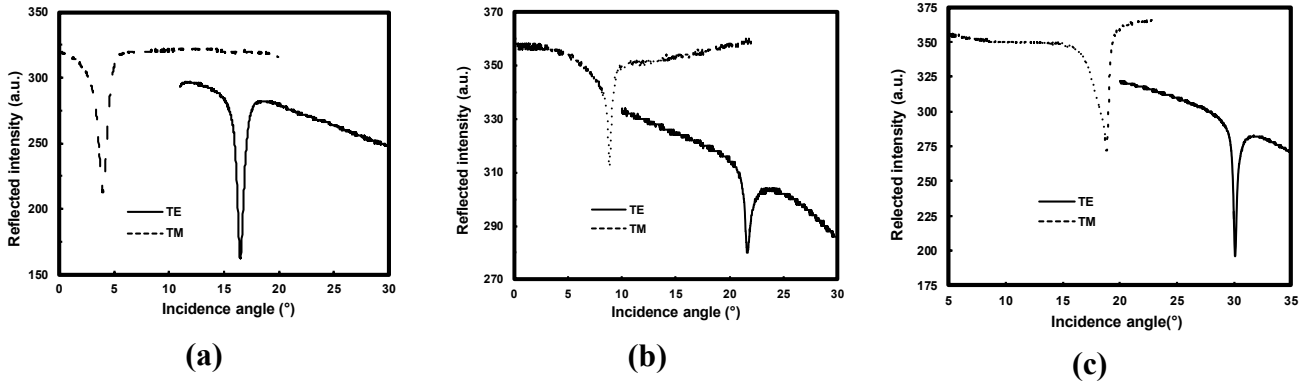 Reflected intensity (a.u.)
350
300
250
200
150
TE
TM
0 5 10 15 20 25 30
Incidence angle (°)
(a)
Reflected intensity (a.u.)
370
350
330
310
290
270
TE
TM
0 5 10 15 20 25 30
Incidence angle (°)
(b)
Relected intensity (a.u.)
375
350
325
300
275
250
225
200
175
TE
TM
5 10 15 20 25 30 35
Incidence angle(°)
(c)